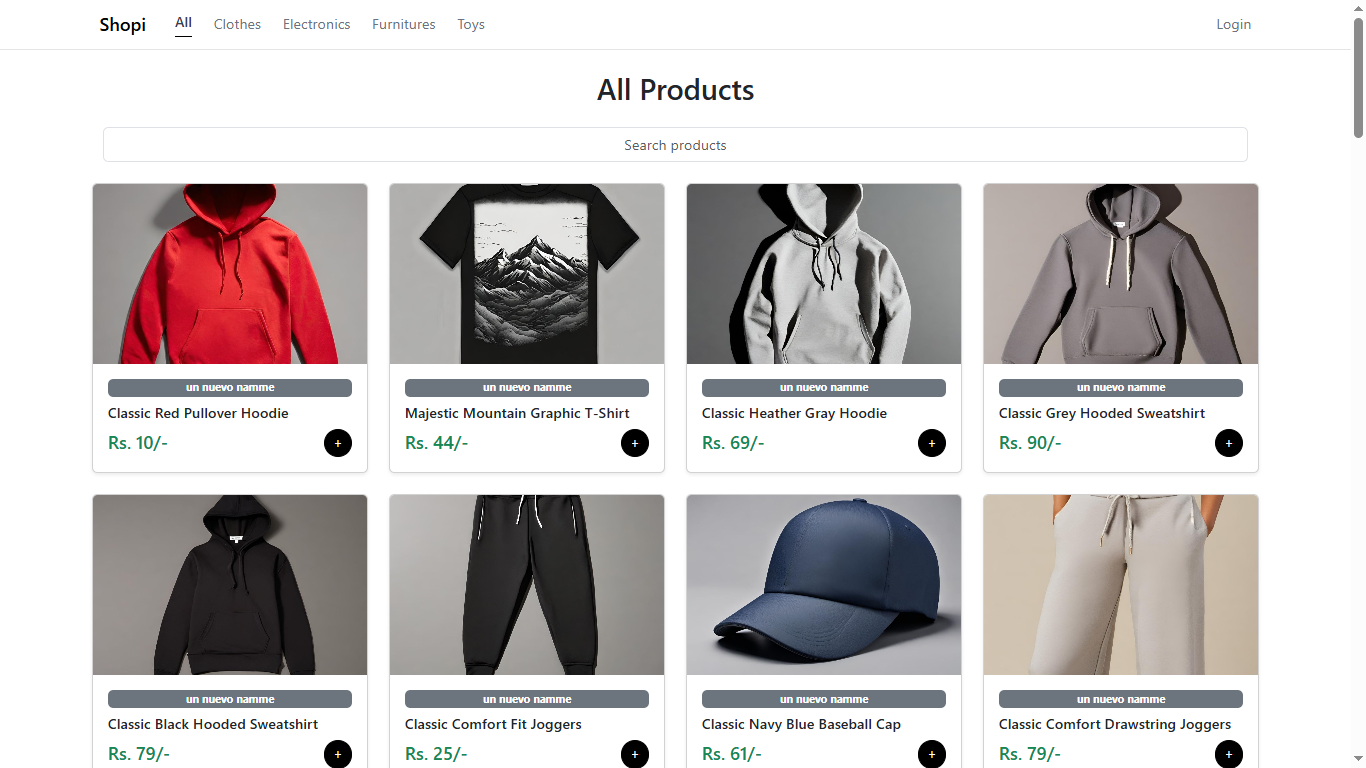 Shopi All Clothes Electronics Furnitures Toys Login
All Products
Search products
un nuevo namme
Classic Red Pullover Hoodie
Rs. 10/-
+
un nuevo namme
Majestic Mountain Graphic T-Shirt
Rs. 44/-
+
un nuevo namme
Classic Heather Gray Hoodie
Rs. 69/-
+
un nuevo namme
Classic Grey Hooded Sweatshirt
Rs. 90/-
+
un nuevo namme
Classic Black Hooded Sweatshirt
Rs. 79/-
+
un nuevo namme
Classic Comfort Fit Joggers
Rs. 25/-
+
un nuevo namme
Classic Navy Blue Baseball Cap
Rs. 61/-
+
un nuevo namme
Classic Comfort Drawstring Joggers
Rs. 79/-
+